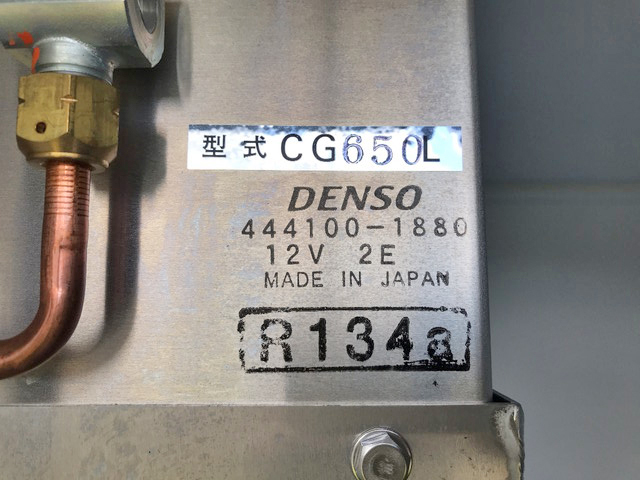 型式 CG650L
DENSO
444100-1880
12V 2E
MADE IN JAPAN
R134a